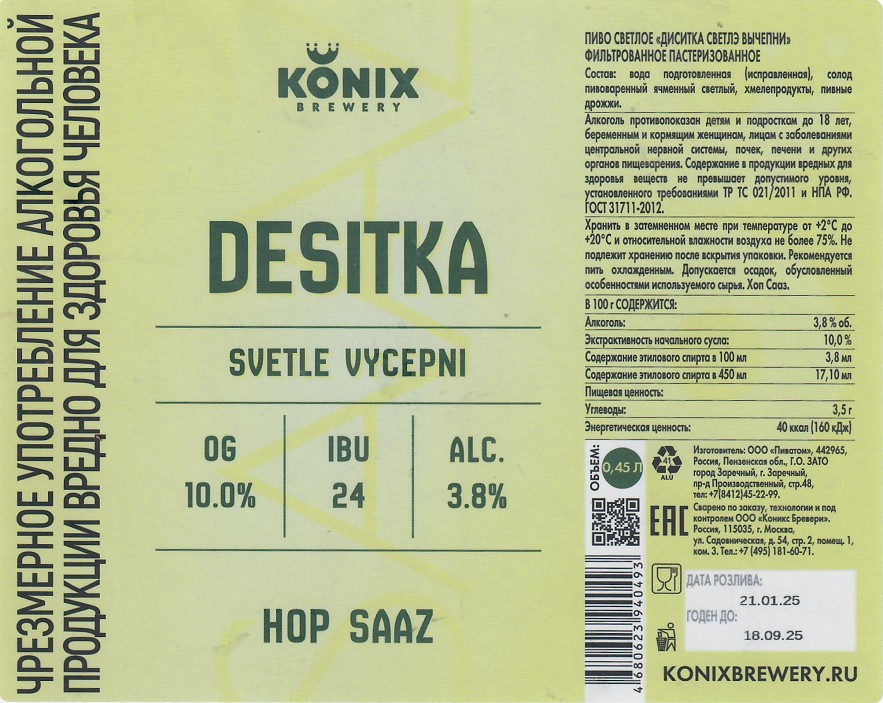 ЧРЕЗМЕРНОЕ УПОТРЕБЛЕНИЕ АЛКОГОЛЬНОЙ
ПРОДУКЦИИ ВРЕДНО ДЛЯ ЗДОРОВЬЯ ЧЕЛОВЕКА
KONIX
BREWERY
DESITKA
SVETLE VYCEPNI
OG
10.0%
IBU
24
ALC.
3.8%
HOP SAAZ
ПИВО СВЕТЛОЕ «ДИСИТКА СВЕТЛЭ ВЫЧЕПНИ»
ФИЛЬТРОВАННОЕ ПАСТЕРИЗОВАННОЕ
Состав: вода подготовленная (исправленная), солод
пивоваренный ячменный светлый, хмелепродукты, пивные
дрожжи.
Алкоголь противопоказан детям и подросткам до 18 лет,
беременным и кормящим женщинам, лицам с заболеваниями
центральной нервной системы, почек, печени и других
органов пищеварения. Содержание в продукции вредных для
здоровья веществ не превышает допустимого уровня,
установленного требованиями ТР ТС 021/2011 и НПА РФ.
ГОСТ 31711-2012.
Хранить в затемненном месте при температуре от +2°С до
+20°С и относительной влажности воздуха не более 75%. Не
подлежит хранению после вскрытия упаковки. Рекомендуется
пить охлажденным. Допускается осадок, обусловленный
особенностями используемого сырья. Хоп Сааз.
В 100 г СОДЕРЖИТСЯ:
Алкоголь: 3,8 % об.
Экстрактивность начального сусла: 10,0 %
Содержание этилового спирта в 100 мл 3,8 мл
Содержание этилового спирта в 450 мл 17,10 мл
Пищевая ценность:
Углеводы: 3,5 г
Энергетическая ценность: 40 ккал (160 кДж)
ОБЪЕМ:
0,45 Л
41
ALU
Изготовитель: ООО «Пиватом», 442965,
Россия, Пензенская обл., Г.О. ЗАТО
город Заречный, г. Заречный,
пр-д Производственный, стр.48,
тел: +7(8412)45-22-99.
EAC
Сварено по заказу, технологии и под
контролем ООО «Коникс Бревери».
Россия, 115035, г. Москва,
ул. Садовническая, д. 54, стр. 2, помещ. 1,
ком. 3. Тел.: +7 (495) 181-60-71.
4 680623 940493
ДАТА РОЗЛИВА:
21.01.25
ГОДЕН ДО:
18.09.25
KONIXBREWERY.RU